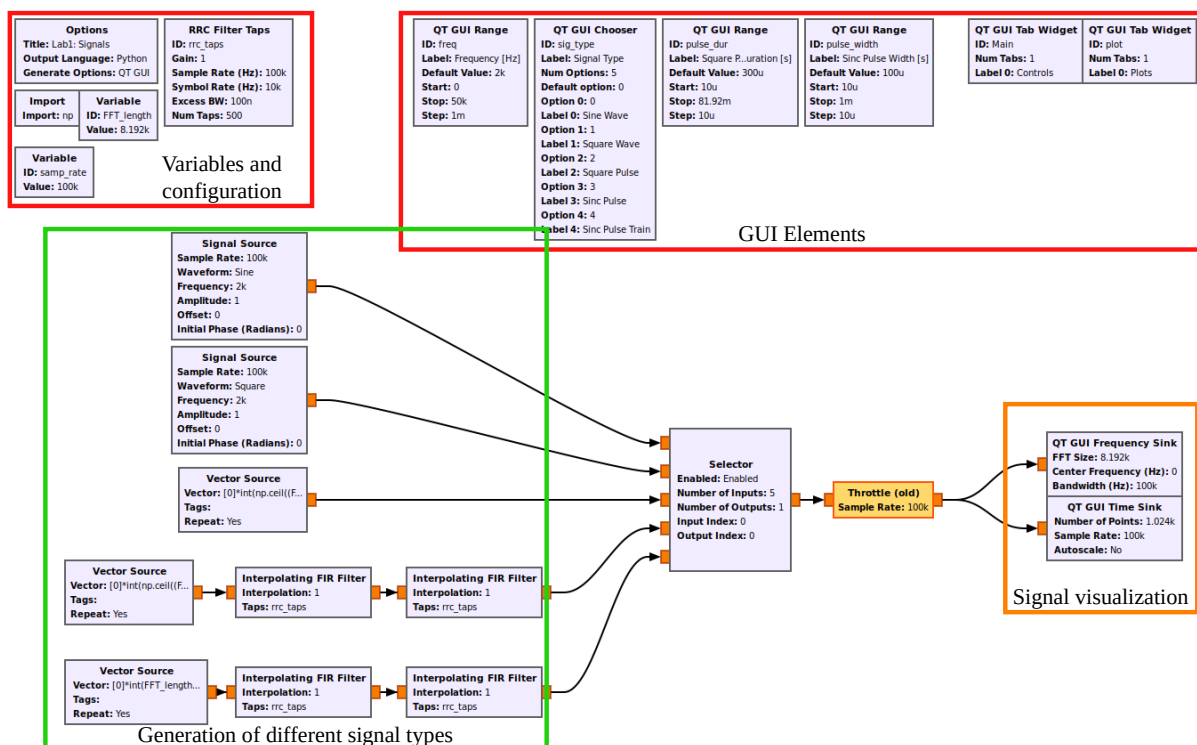 Options
Title: Lab1: Signals
Output Language: Python
Generate Options: QT GUI
RRC Filter Taps
ID: rrc_taps
Gain: 1
Sample Rate (Hz): 100k
Symbol Rate (Hz): 10k
Excess BW: 100n
Num Taps: 500
Import
Import: np
Variable
ID: FFT_length
Value: 8.192k
Variable
ID: samp_rate
Value: 100k
Variables and
configuration
QT GUI Range
ID: freq
Label: Frequency [Hz]
Default Value: 2k
Start: 0
Stop: 50k
Step: 1m
QT GUI Chooser
ID: sig_type
Label: Signal Type
Num Options: 5
Default option: 0
Option 0: 0
Label 0: Sine Wave
Option 1: 1
Label 1: Square Wave
Option 2: 2
Label 2: Square Pulse
Option 3: 3
Label 3: Sinc Pulse
Option 4: 4
Label 4: Sinc Pulse Train
QT GUI Range
ID: pulse_dur
Label: Square P...uration [s]
Default Value: 300u
Start: 10u
Stop: 81.92m
Step: 10u
QT GUI Range
ID: pulse_width
Label: Sinc Pulse Width [s]
Default Value: 100u
Start: 10u
Stop: 1m
Step: 10u
QT GUI Tab Widget
ID: Main
Num Tabs: 1
Label 0: Controls
QT GUI Tab Widget
ID: plot
Num Tabs: 1
Label 0: Plots
GUI Elements
Signal Source
Sample Rate: 100k
Waveform: Sine
Frequency: 2k
Amplitude: 1
Offset: 0
Initial Phase (Radians): 0
Signal Source
Sample Rate: 100k
Waveform: Square
Frequency: 2k
Amplitude: 1
Offset: 0
Initial Phase (Radians): 0
Vector Source
Vector: [0]*int(np.ceil((F...
Tags:
Repeat: Yes
Vector Source
Vector: [0]*int(np.ceil((F...
Tags:
Repeat: Yes
Interpolating FIR Filter
Interpolation: 1
Taps: rrc_taps
Interpolating FIR Filter
Interpolation: 1
Taps: rrc_taps
Vector Source
Vector: [0]*int(FFT_length...
Tags:
Repeat: Yes
Interpolating FIR Filter
Interpolation: 1
Taps: rrc_taps
Interpolating FIR Filter
Interpolation: 1
Taps: rrc_taps
Generation of different signal types
Selector
Enabled: Enabled
Number of Inputs: 5
Number of Outputs: 1
Input Index: 0
Output Index: 0
Throttle (old)
Sample Rate: 100k
QT GUI Frequency Sink
FFT Size: 8.192k
Center Frequency (Hz): 0
Bandwidth (Hz): 100k
QT GUI Time Sink
Number of Points: 1.024k
Sample Rate: 100k
Autoscale: No
Signal visualization